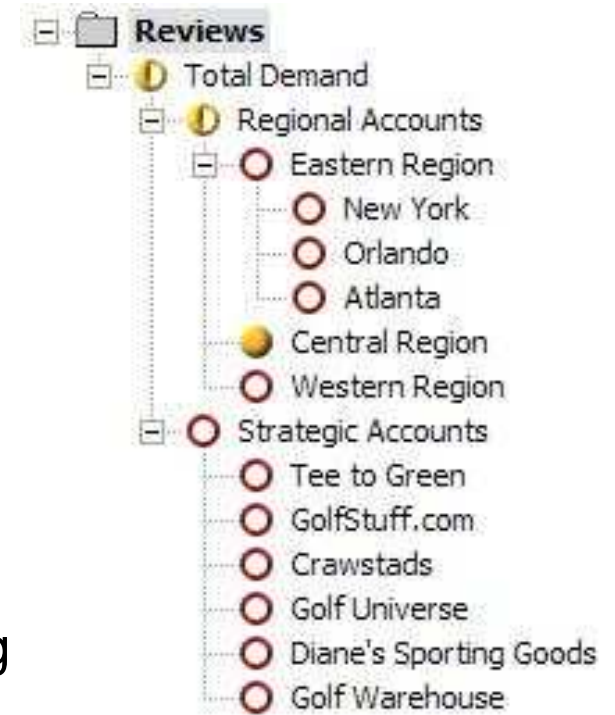 Reviews
Total Demand
Regional Accounts
Eastern Region
New York
Orlando
Atlanta
Central Region
Western Region
Strategic Accounts
Tee to Green
GolfStuff.com
Crawstads
Golf Universe
g
Diane's Sporting Goods
Golf Warehouse